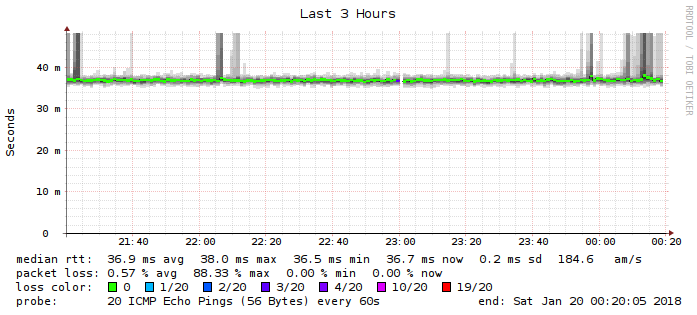 Last 3 Hours
RRDTOOL / TOBI OETIKER
Seconds
40 m
30 m
20 m
10 m
0
21:40 22:00 22:20 22:40 23:00 23:20 23:40 00:00 00:20
median rtt: 36.9 ms avg 38.0 ms max 36.5 ms min 36.7 ms now 0.2 ms sd 184.6 am/s
packet loss: 0.57 % avg 88.33 % max 0.00 % min 0.00 % now
loss color: 0 1/20 2/20 3/20 4/20 10/20 19/20
probe: 20 ICMP Echo Pings (56 Bytes) every 60s end: Sat Jan 20 00:20:05 2018